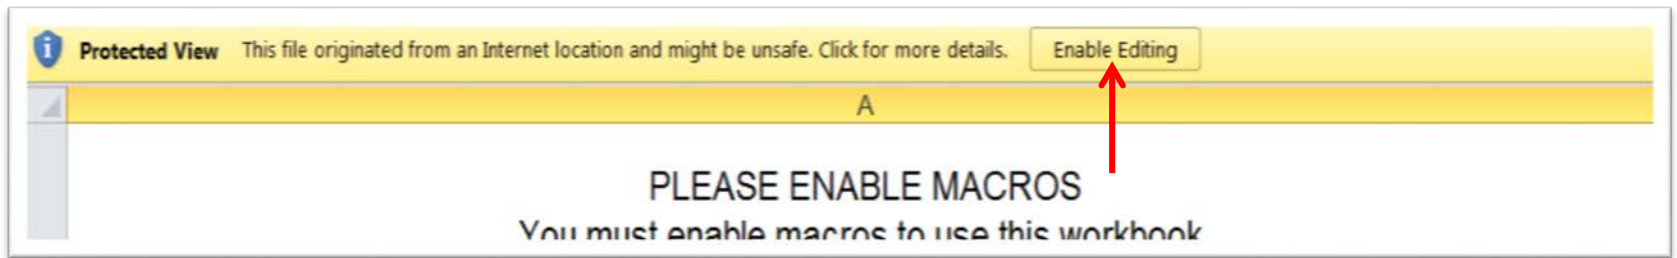 Protected View This file originated from an Internet location and might be unsafe. Click for more details. Enable Editing
A
PLEASE ENABLE MACROS
You must enable macros to use this workbook